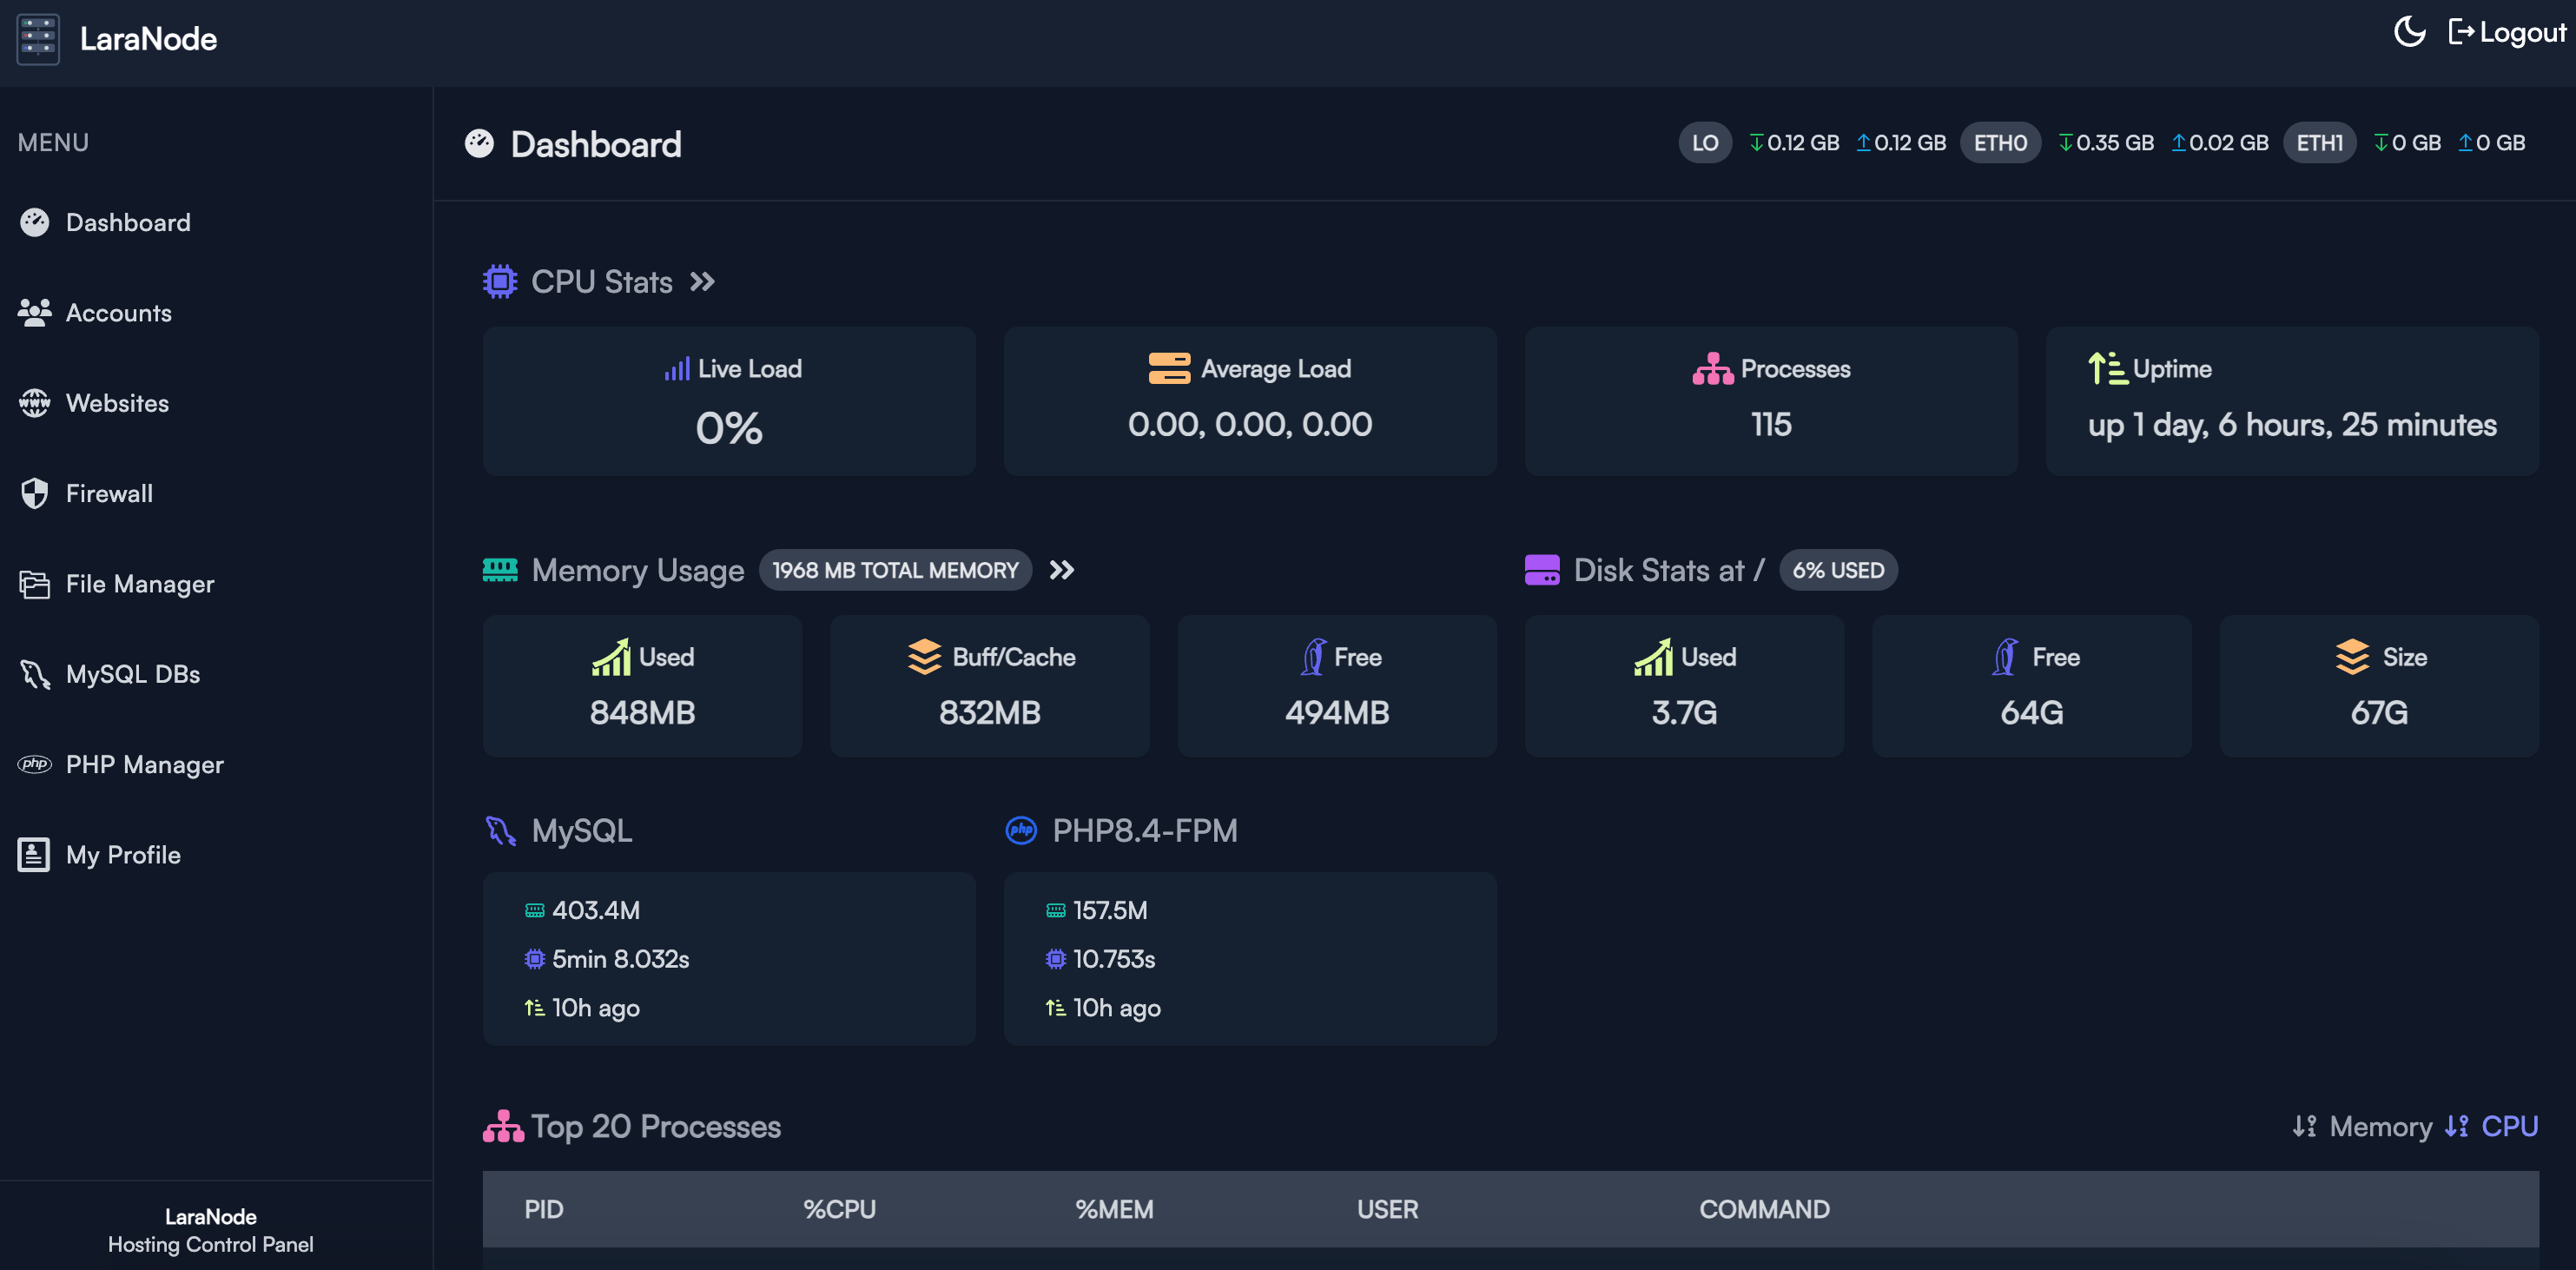 LaraNode
Logout
MENU
Dashboard
Accounts
Websites
Firewall
File Manager
MySQL DBs
php PHP Manager
My Profile
LaraNode
Hosting Control Panel
Dashboard
LO 0.12 GB 0.12 GB ETH0 0.35 GB 0.02 GB ETH1 0 GB 0 GB
CPU Stats
Live Load
0%
Average Load
0.00, 0.00, 0.00
Processes
115
Uptime
up 1 day, 6 hours, 25 minutes
Memory Usage 1968 MB TOTAL MEMORY
Used
848MB
Buff/Cache
832MB
Free
494MB
Disk Stats at / 6% USED
Used
3.7G
Free
64G
Size
67G
MySQL
403.4M
5min 8.032s
10h ago
php PHP8.4-FPM
157.5M
10.753s
10h ago
Top 20 Processes
Memory CPU
PID %CPU %MEM USER COMMAND